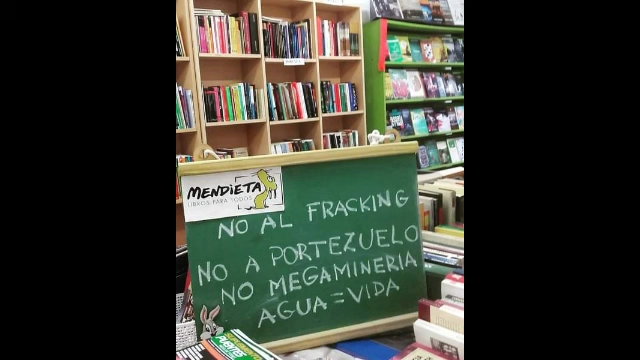 MENDIETA
LIBROS PARA TODOS
NO AL FRACKING
NO A PORTEZUELO
NO MEGAMINERIA
AGUA = VIDA